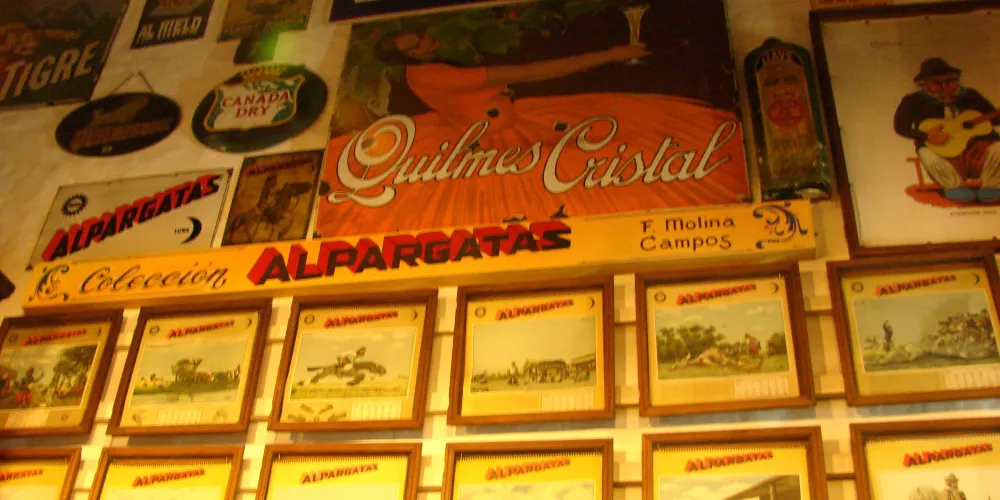 TIGRE
AL HIELO
CANADA
DRY
Quilmes Cristal
ALPARGATAS
Colección ALPARGATAS F. Molina
Campos
ALPARGATAS
ALPARGATAS
ALPARGATAS
ALPARGATAS
ALPARGATAS
ALPARGATAS
ALPARGATAS
ALPARGATAS
ALPARGATAS
ALPARGATAS
ALPARGATAS
ALPARGATAS